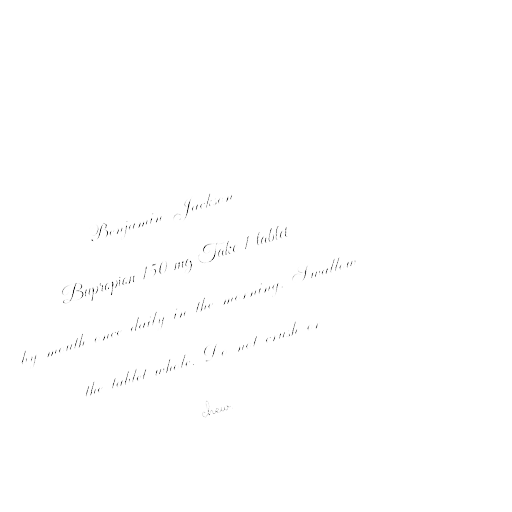 Benjamin Jackson
Bupropion 150 mg Take 1 tablet
by mouth once daily in the morning. Swallow
the tablet whole. Do not crush or
chew